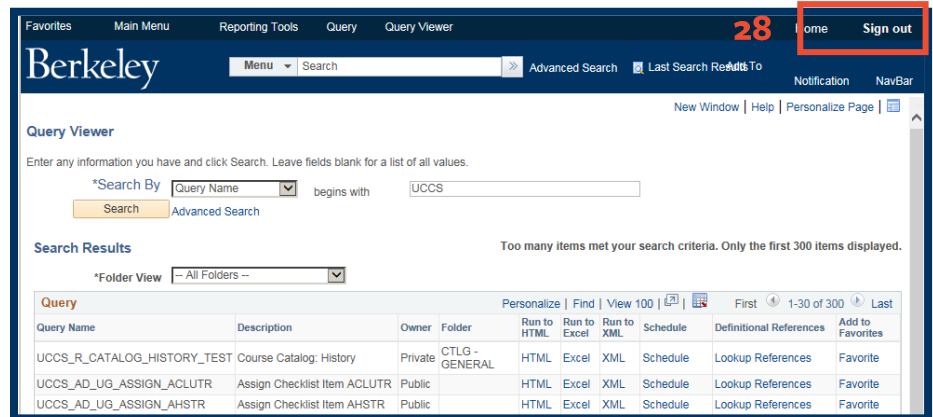 Favorites Main Menu Reporting Tools Query Query Viewer 28 Home Sign out
Berkeley Menu Search Advanced Search Last Search Results Add To
Notification NavBar
New Window | Help | Personalize Page |
Query Viewer
Enter any information you have and click Search. Leave fields blank for a list of all values.
*Search By Query Name begins with UCCS
Search Advanced Search
Search Results Too many items met your search criteria. Only the first 300 items displayed.
*Folder View -- All Folders --
Query Personalize | Find | View 100 | | First 1-30 of 300 Last
Query Name Description Owner Folder Run to HTML Run to Excel Run to XML Schedule Definitional References Add to Favorites
UCCS_R_CATALOG_HISTORY_TEST Course Catalog: History Private CTLG - GENERAL HTML Excel XML Schedule Lookup References Favorite
UCCS_AD_UG_ASSIGN_ACLUTR Assign Checklist Item ACLUTR Public HTML Excel XML Schedule Lookup References Favorite
UCCS_AD_UG_ASSIGN_AHSTR Assign Checklist Item AHSTR Public HTML Excel XML Schedule Lookup References Favorite